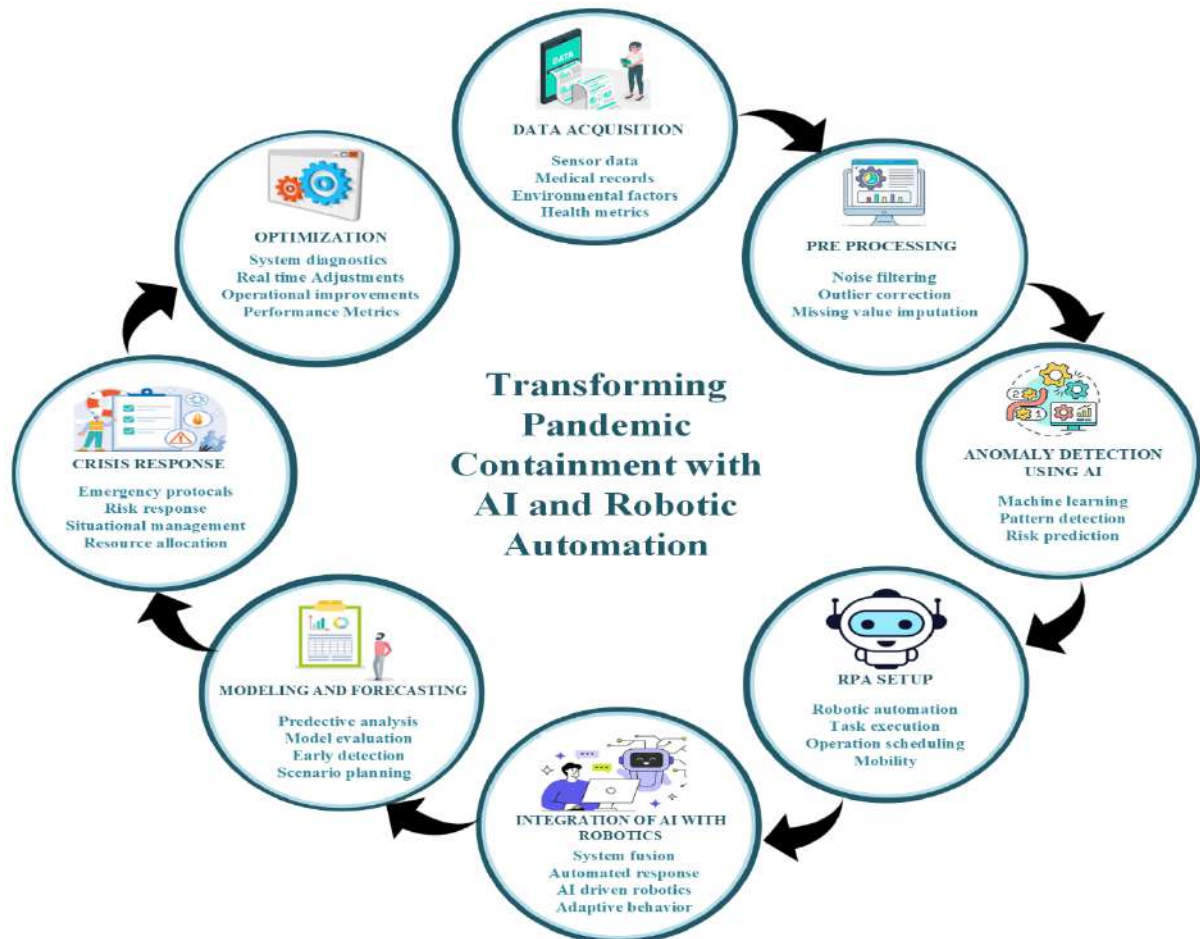 DATA
DATA ACQUISITION
Sensor data
Medical records
Environmental factors
Health metrics
PRE PROCESSING
Noise filtering
Outlier correction
Missing value imputation
ANOMALY DETECTION
USING AI
Machine learning
Pattern detection
Risk prediction
RPA SETUP
Robotic automation
Task execution
Operation scheduling
Mobility
INTEGRATION OF AI WITH
ROBOTICS
System fusion
Automated response
AI driven robotics
Adaptive behavior
MODELING AND FORECASTING
Predective analysis
Model evaluation
Early detection
Scenario planning
CRISIS RESPONSE
Emergency protocals
Risk response
Situational management
Resource allocation
OPTIMIZATION
System diagnostics
Real time Adjustments
Operational improvements
Performance Metrics
Transforming
Pandemic
Containment with
AI and Robotic
Automation
2
1